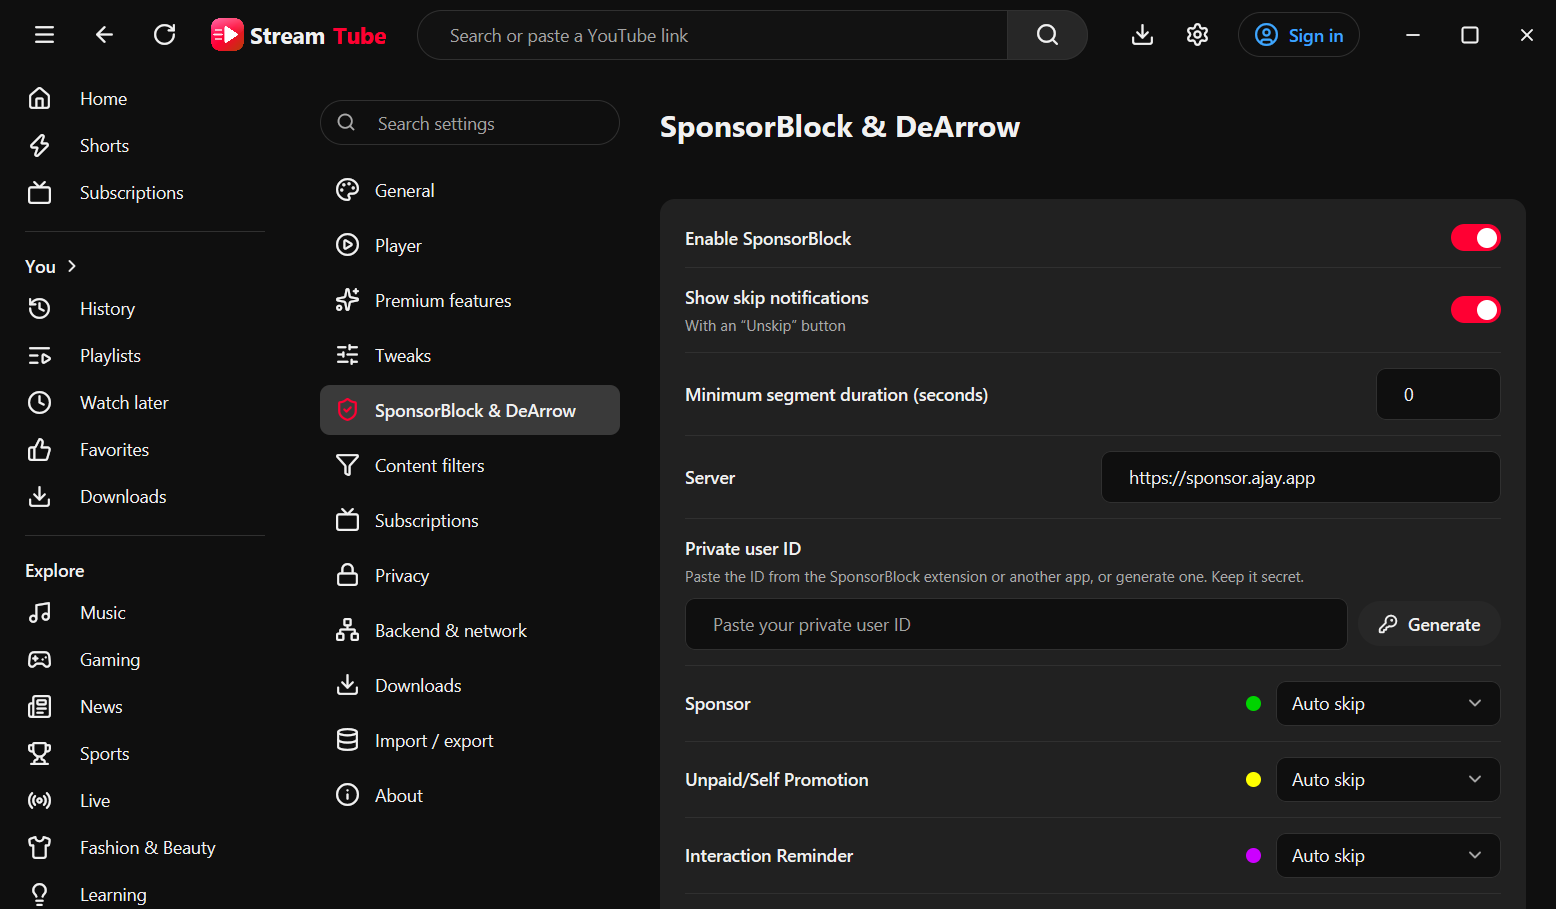 Stream Tube
Search or paste a YouTube link
Sign in
Home
Shorts
Subscriptions
You
History
Playlists
Watch later
Favorites
Downloads
Explore
Music
Gaming
News
Sports
Live
Fashion & Beauty
Learning
Search settings
General
Player
Premium features
Tweaks
SponsorBlock & DeArrow
Content filters
Subscriptions
Privacy
Backend & network
Downloads
Import / export
About
SponsorBlock & DeArrow
Enable SponsorBlock
Show skip notifications
With an “Unskip” button
Minimum segment duration (seconds)
0
Server
https://sponsor.ajay.app
Private user ID
Paste the ID from the SponsorBlock extension or another app, or generate one. Keep it secret.
Paste your private user ID
Generate
Sponsor
Auto skip
Unpaid/Self Promotion
Auto skip
Interaction Reminder
Auto skip